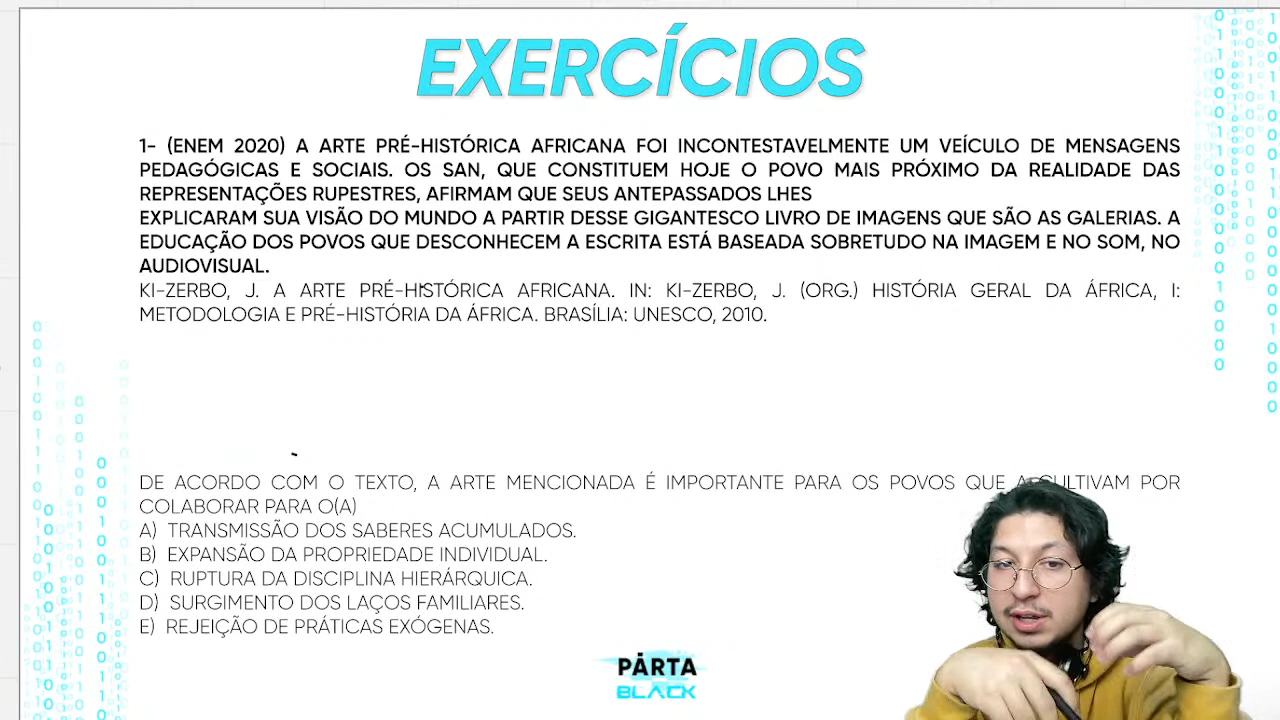 EXERCÍCIOS
1- (ENEM 2020) A ARTE PRÉ-HISTÓRICA AFRICANA FOI INCONTESTAVELMENTE UM VEÍCULO DE MENSAGENS
PEDAGÓGICAS E SOCIAIS. OS SAN, QUE CONSTITUEM HOJE O POVO MAIS PRÓXIMO DA REALIDADE DAS
REPRESENTAÇÕES RUPESTRES, AFIRMAM QUE SEUS ANTEPASSADOS LHES
EXPLICARAM SUA VISÃO DO MUNDO A PARTIR DESSE GIGANTESCO LIVRO DE IMAGENS QUE SÃO AS GALERIAS. A
EDUCAÇÃO DOS POVOS QUE DESCONHECEM A ESCRITA ESTÁ BASEADA SOBRETUDO NA IMAGEM E NO SOM, NO
AUDIOVISUAL.
KI-ZERBO, J. A ARTE PRÉ-HISTÓRICA AFRICANA. IN: KI-ZERBO, J. (ORG.) HISTÓRIA GERAL DA ÁFRICA, I:
METODOLOGIA E PRÉ-HISTÓRIA DA ÁFRICA. BRASÍLIA: UNESCO, 2010.
DE ACORDO COM O TEXTO, A ARTE MENCIONADA É IMPORTANTE PARA OS POVOS QUE A CULTIVAM POR
COLABORAR PARA O(A)
A) TRANSMISSÃO DOS SABERES ACUMULADOS.
B) EXPANSÃO DA PROPRIEDADE INDIVIDUAL.
C) RUPTURA DA DISCIPLINA HIERÁRQUICA.
D) SURGIMENTO DOS LAÇOS FAMILIARES.
E) REJEIÇÃO DE PRÁTICAS EXÓGENAS.
PARTA
BLACK